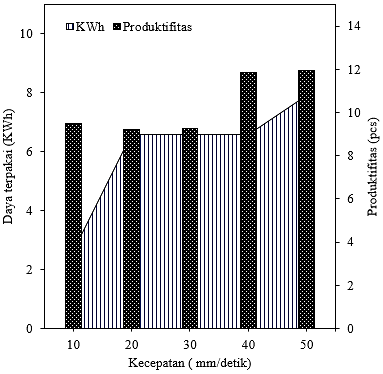 KWh Produktifitas
10
8
6
4
2
0
14
12
10
8
6
4
2
0
Daya terpakai (KWh)
Produktifitas (pcs)
10 20 30 40 50
Kecepatan ( mm/detik)